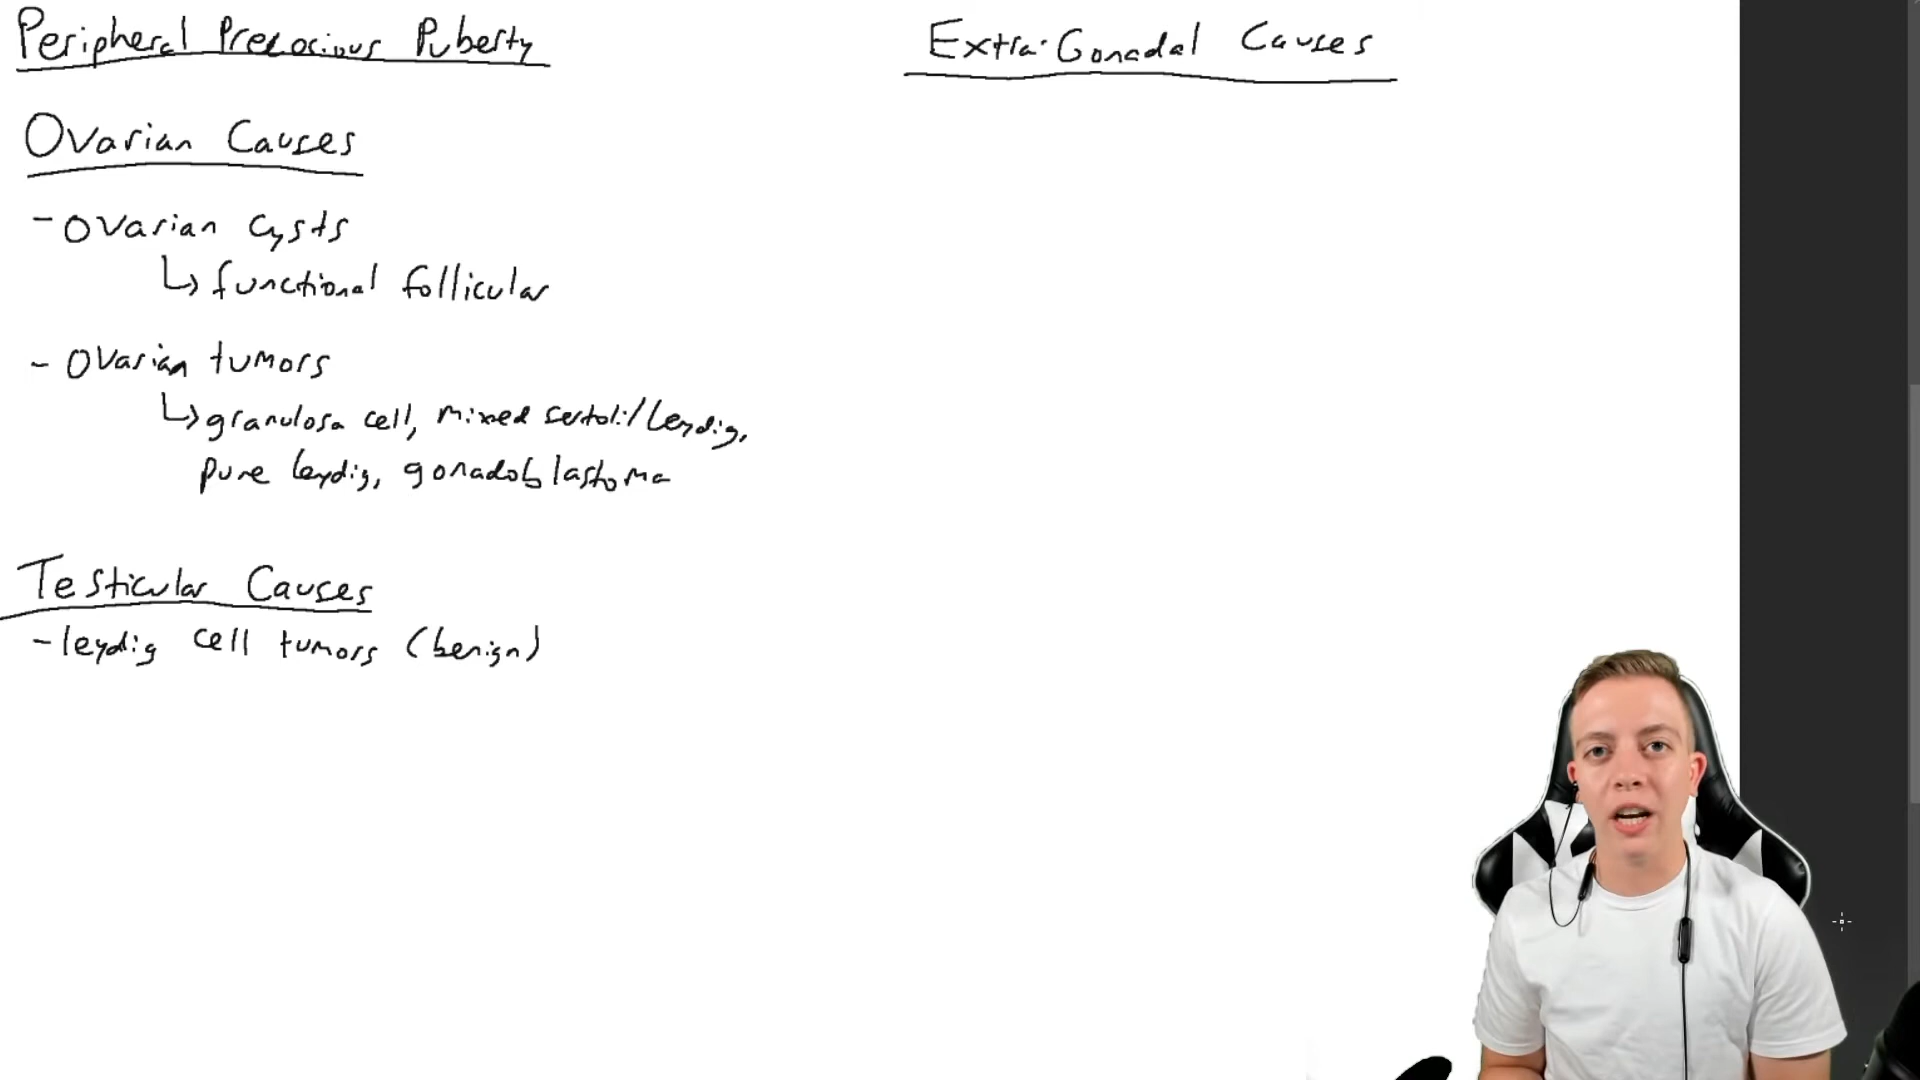 Peripheral Precocious Puberty
Ovarian Causes
- Ovarian Cysts
↳ functional follicular
- Ovarian tumors
↳ granulosa cell, mixed sertoli/leydig,
pure leydig, gonadoblastoma
Testicular Causes
- leydig cell tumors (benign)
Extra-Gonadal Causes